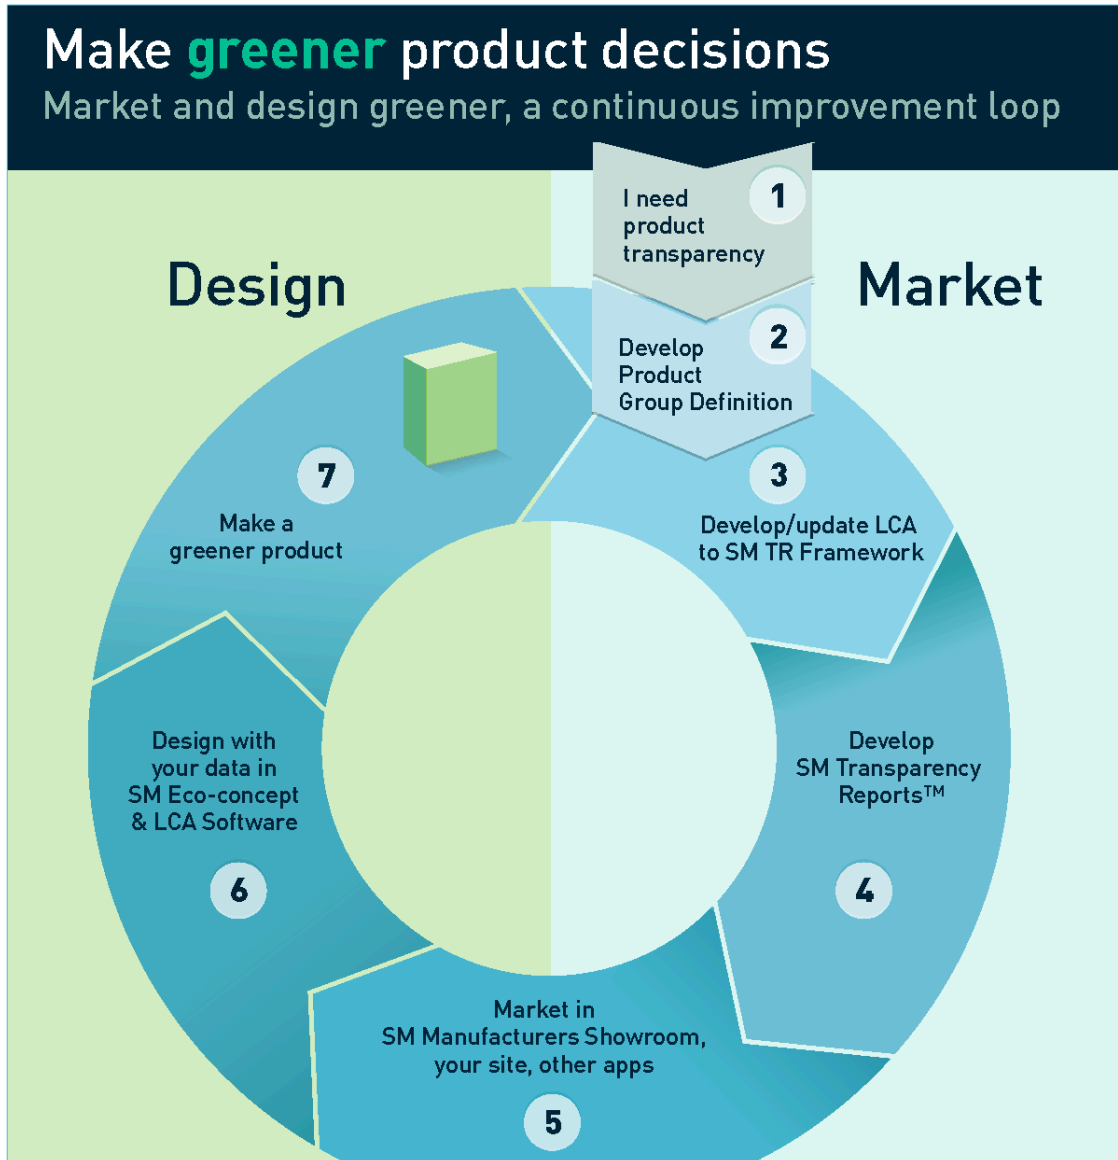 Make greener product decisions
Market and design greener, a continuous improvement loop
Design
Market
1
I need
product
transparency
2
Develop
Product
Group Definition
3
Develop/update LCA
to SM TR Framework
Develop
SM Transparency
Reports™
4
Market in
SM Manufacturers Showroom,
your site, other apps
5
Design with
your data in
SM Eco-concept
& LCA Software
6
7
Make a
greener product